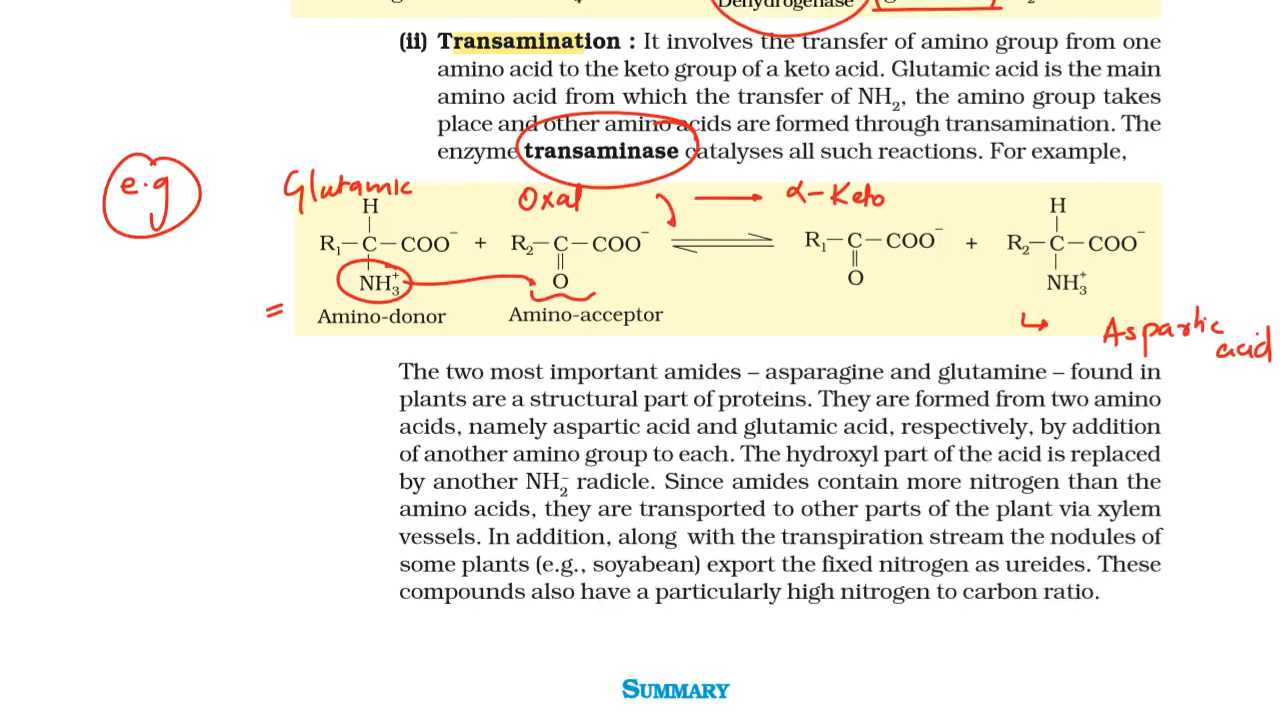 Dehydrogenase
(ii) Transamination : It involves the transfer of amino group from one
amino acid to the keto group of a keto acid. Glutamic acid is the main
amino acid from which the transfer of NH₂, the amino group takes
place and other amino acids are formed through transamination. The
enzyme transaminase catalyses all such reactions. For example,
e.g
Glutamic Oxal → α-Keto
H H
R₁—C—COO⁻ + R₂—C—COO⁻ ⇌ R₁—C—COO⁻ + R₂—C—COO⁻
NH₃⁺ O O NH₃⁺
= Amino-donor Amino-acceptor
↳ Aspartic
acid
The two most important amides – asparagine and glutamine – found in
plants are a structural part of proteins. They are formed from two amino
acids, namely aspartic acid and glutamic acid, respectively, by addition
of another amino group to each. The hydroxyl part of the acid is replaced
by another NH₂⁻ radicle. Since amides contain more nitrogen than the
amino acids, they are transported to other parts of the plant via xylem
vessels. In addition, along with the transpiration stream the nodules of
some plants (e.g., soyabean) export the fixed nitrogen as ureides. These
compounds also have a particularly high nitrogen to carbon ratio.
SUMMARY